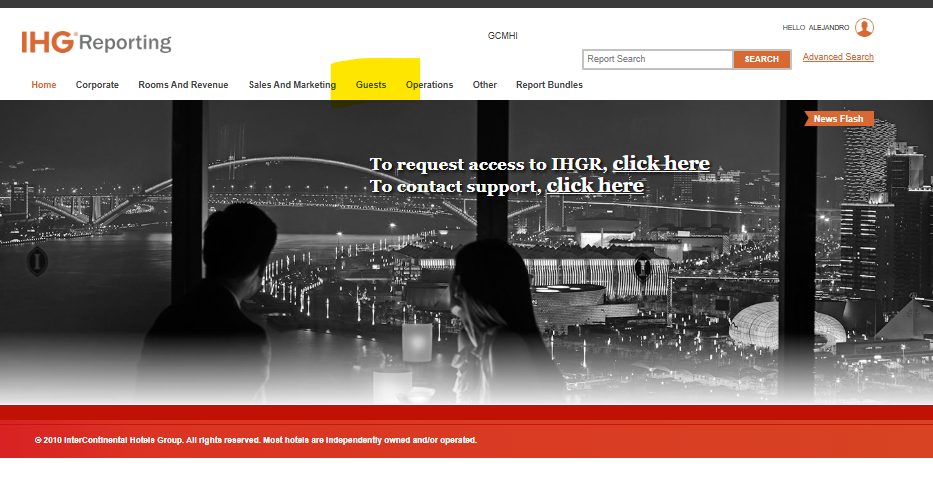 IHG® Reporting
GCMHI
HELLO ALEJANDRO
Report Search
SEARCH
Advanced Search
Home Corporate Rooms And Revenue Sales And Marketing Guests Operations Other Report Bundles
News Flash
To request access to IHGR, click here
To contact support, click here
I
I
© 2010 InterContinental Hotels Group. All rights reserved. Most hotels are independently owned and/or operated.